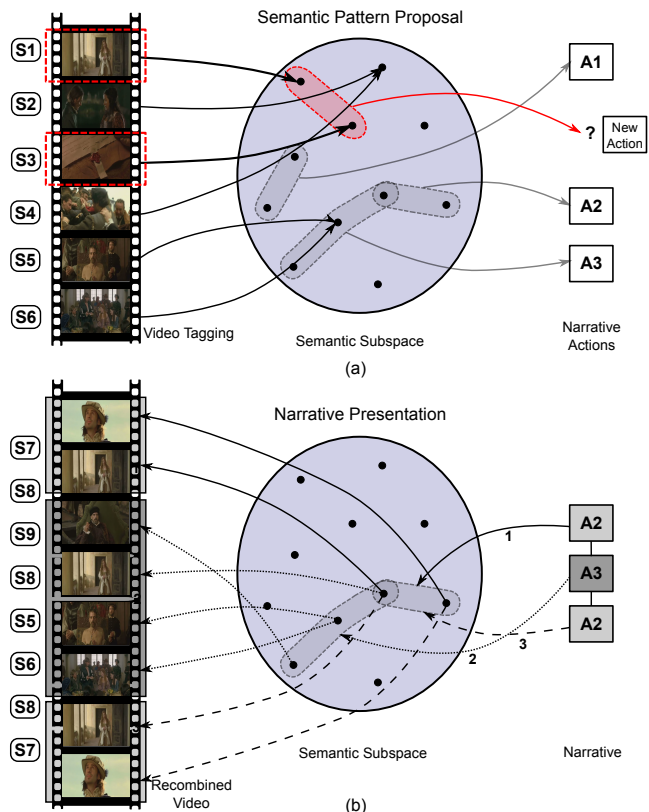 Semantic Pattern Proposal
S1
A1
S2
?
New
Action
S3
S4
A2
S5
A3
S6
Video Tagging
Semantic Subspace
Narrative
Actions
(a)
Narrative Presentation
S7
S8
S9
1
A2
S8
A3
S5
A2
S6
2
3
S8
S7
Semantic Subspace
Narrative
Recombined
Video
(b)